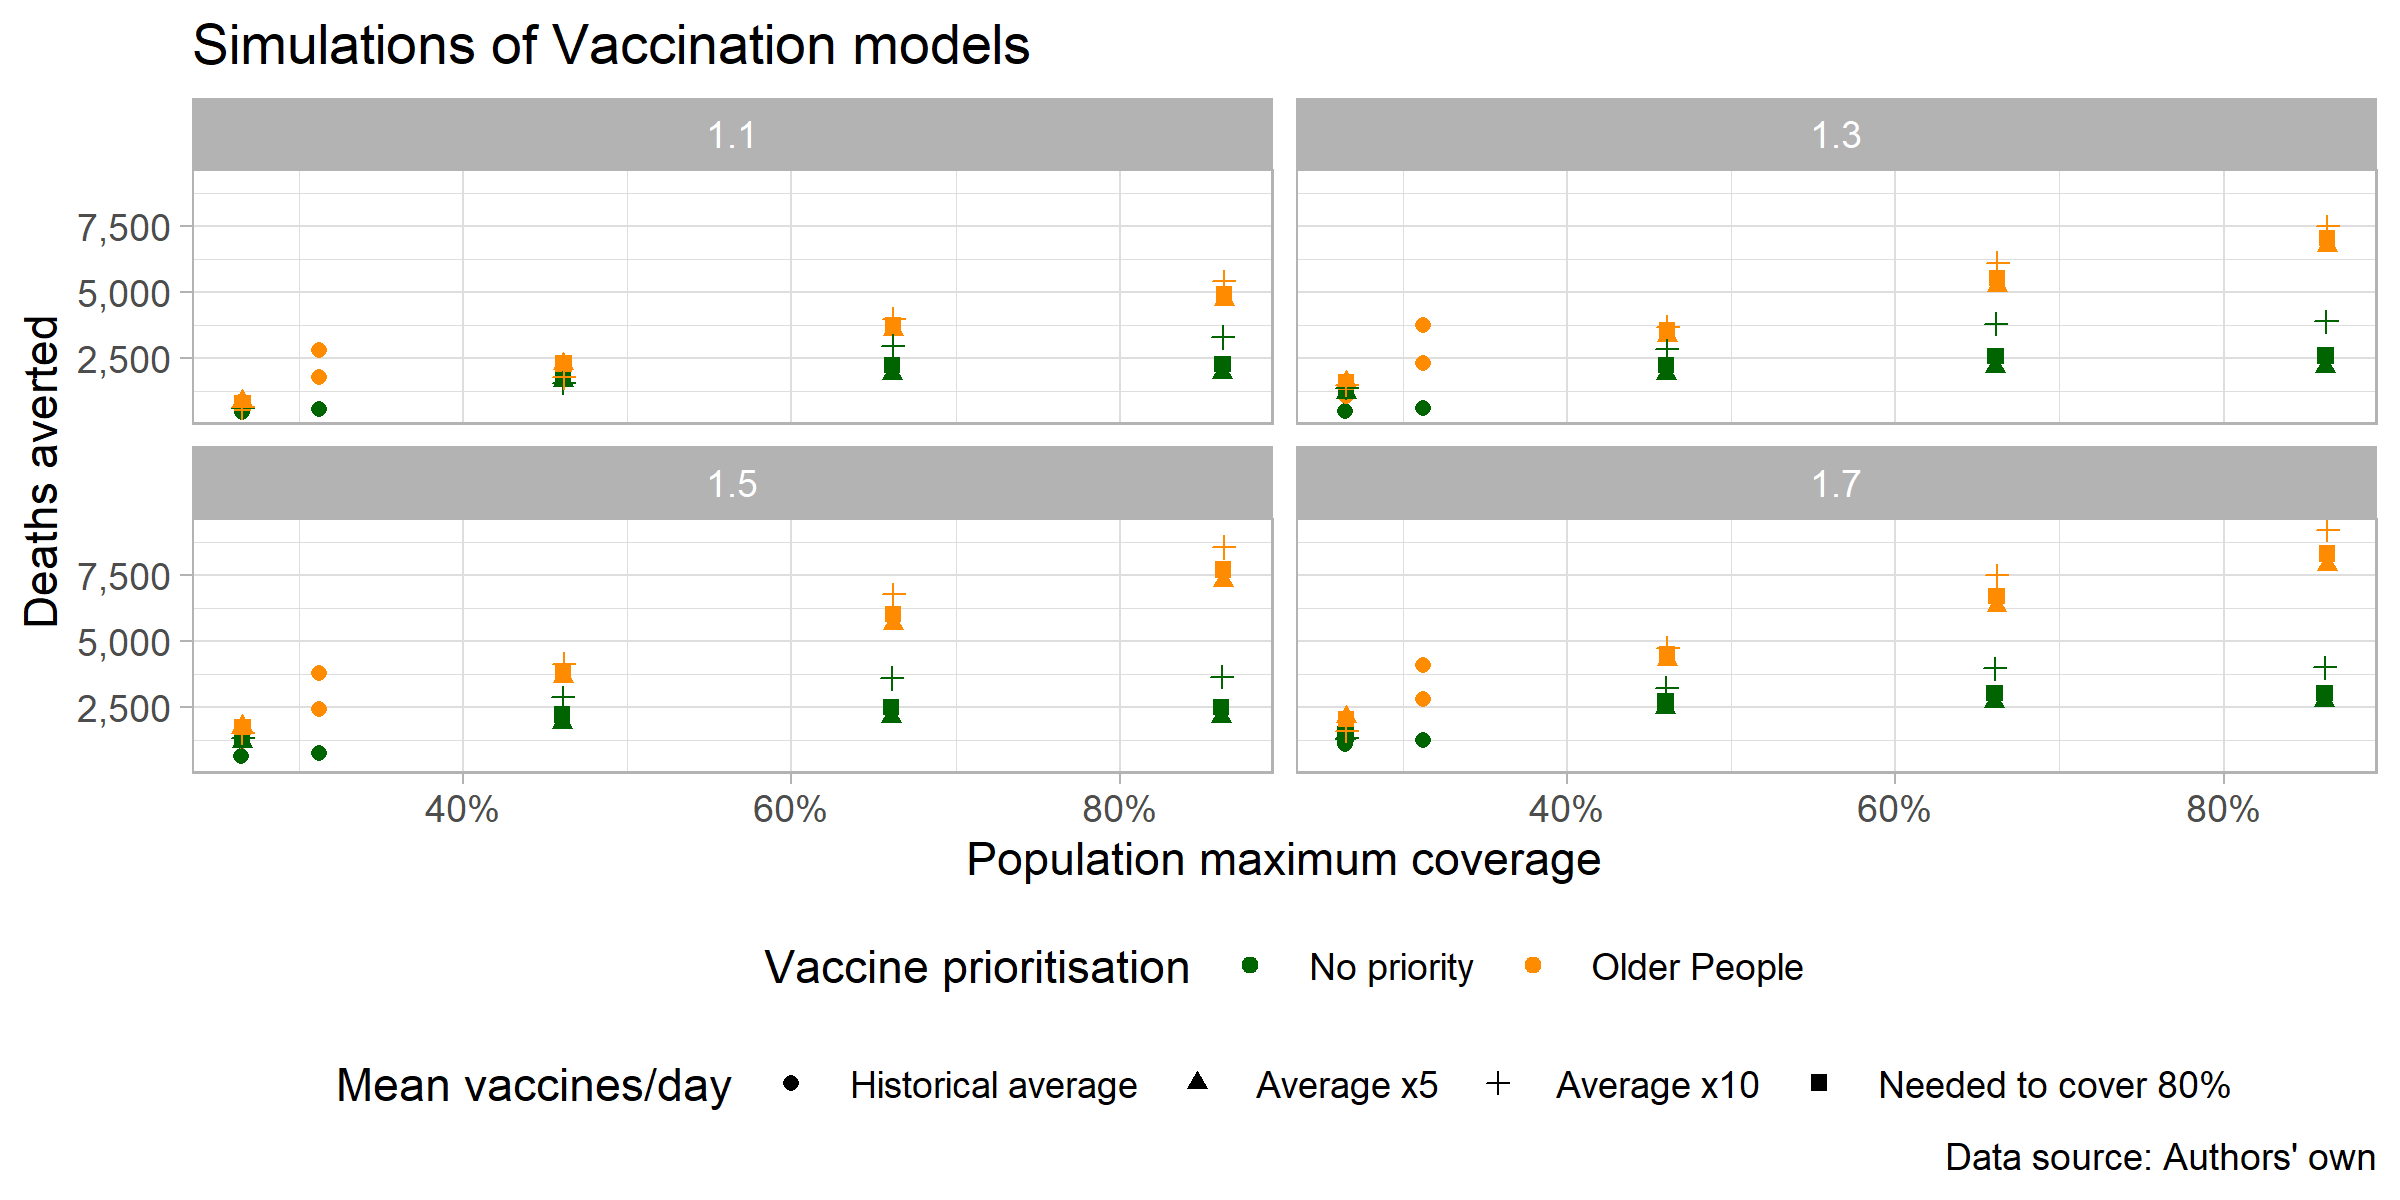 Simulations of Vaccination models
1.1
1.3
7,500
5,000
2,500
1.5
1.7
7,500
5,000
2,500
Deaths averted
40%
60%
80%
40%
60%
80%
Population maximum coverage
Vaccine prioritisation
No priority
Older People
Mean vaccines/day
Historical average
Average x5
Average x10
Needed to cover 80%
Data source: Authors' own